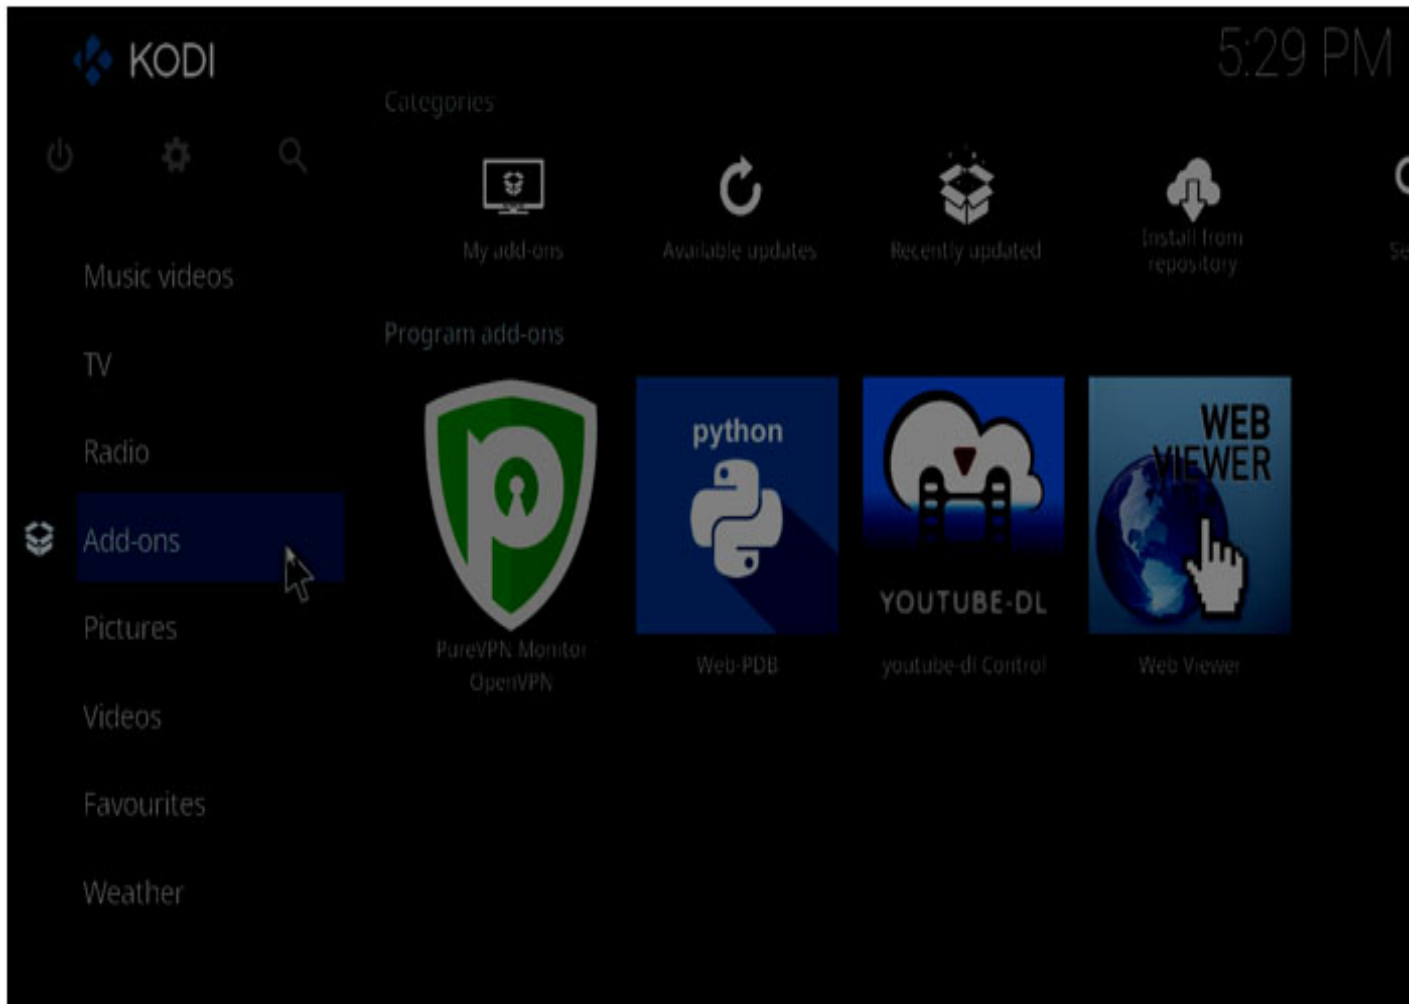 KODI
5:29 PM
Categories
My add-ons
Available updates
Recently updated
Install from
repository
Music videos
TV
Radio
Add-ons
Pictures
Videos
Favourites
Weather
Program add-ons
python
YOUTUBE-DL
WEB
VIEWER
PureVPN Monitor
OpenVPN
Web-PDB
youtube-dl Control
Web Viewer